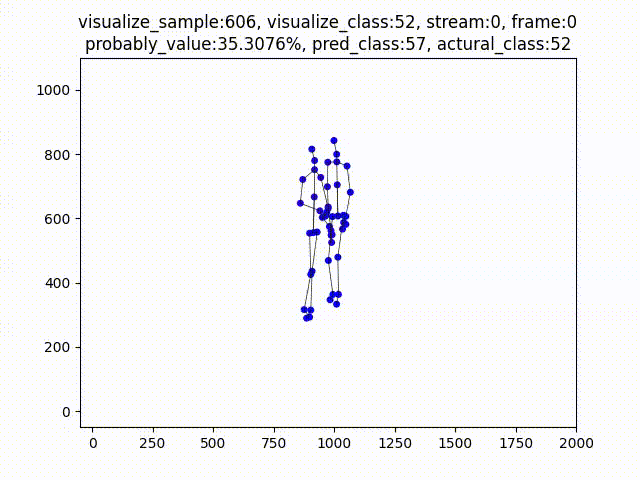 visualize_sample:606, visualize_class:52, stream:0, frame:0
probably_value:35.3076%, pred_class:57, actural_class:52
1000
800
600
400
200
0
0 250 500 750 1000 1250 1500 1750 2000